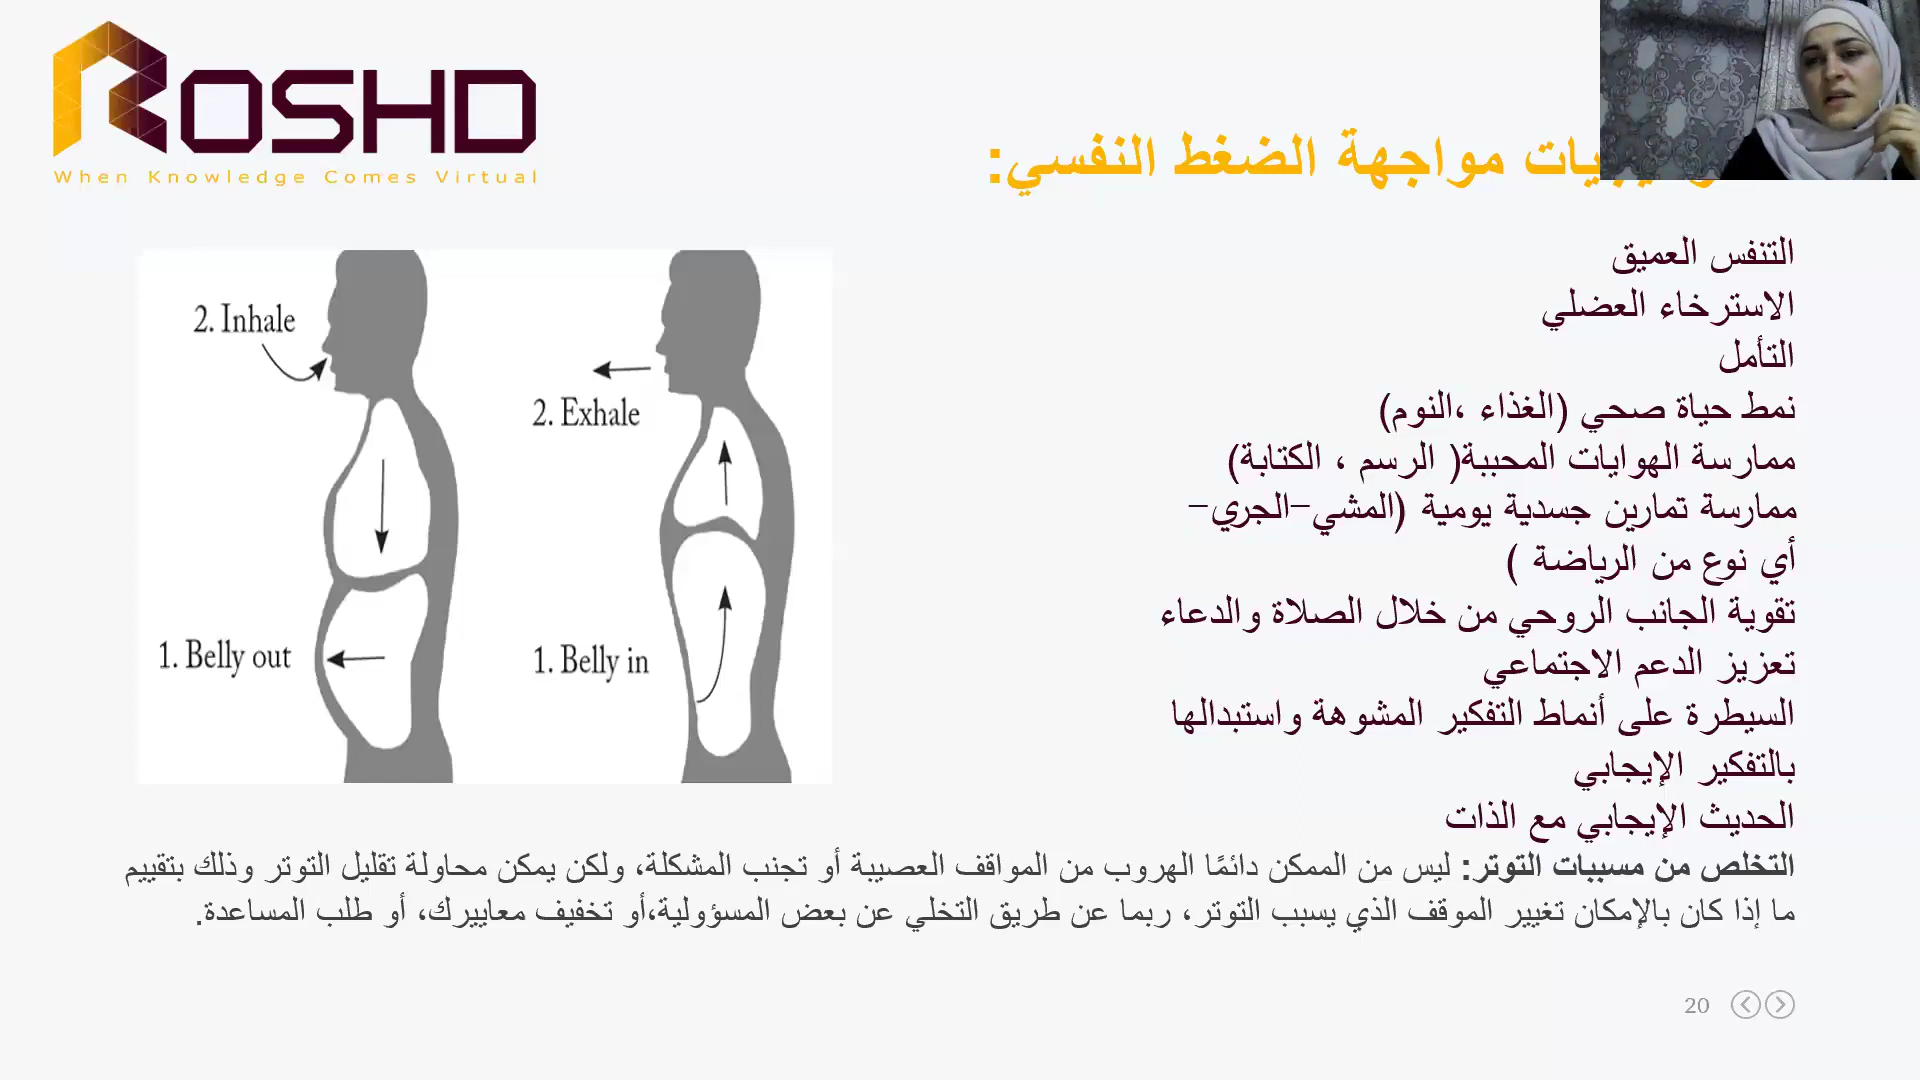 ROSHD
When Knowledge Comes Virtual
مواجهة الضغط النفسي:
التنفس العميق
الاسترخاء العضلي
التأمل
نمط حياة صحي (الغذاء ،النوم)
ممارسة الهوايات المحببة( الرسم ، الكتابة)
ممارسة تمارين جسدية يومية (المشي-الجري-
أي نوع من الرياضة )
تقوية الجانب الروحي من خلال الصلاة والدعاء
تعزيز الدعم الاجتماعي
السيطرة على أنماط التفكير المشوهة واستبدالها
بالتفكير الإيجابي
الحديث الإيجابي مع الذات
التخلص من مسببات التوتر: ليس من الممكن دائمًا الهروب من المواقف العصيبة أو تجنب المشكلة، ولكن يمكن محاولة تقليل التوتر وذلك بتقييم
ما إذا كان بالإمكان تغيير الموقف الذي يسبب التوتر، ربما عن طريق التخلي عن بعض المسؤولية،أو تخفيف معاييرك، أو طلب المساعدة.
2. Inhale
1. Belly out
2. Exhale
1. Belly in
20